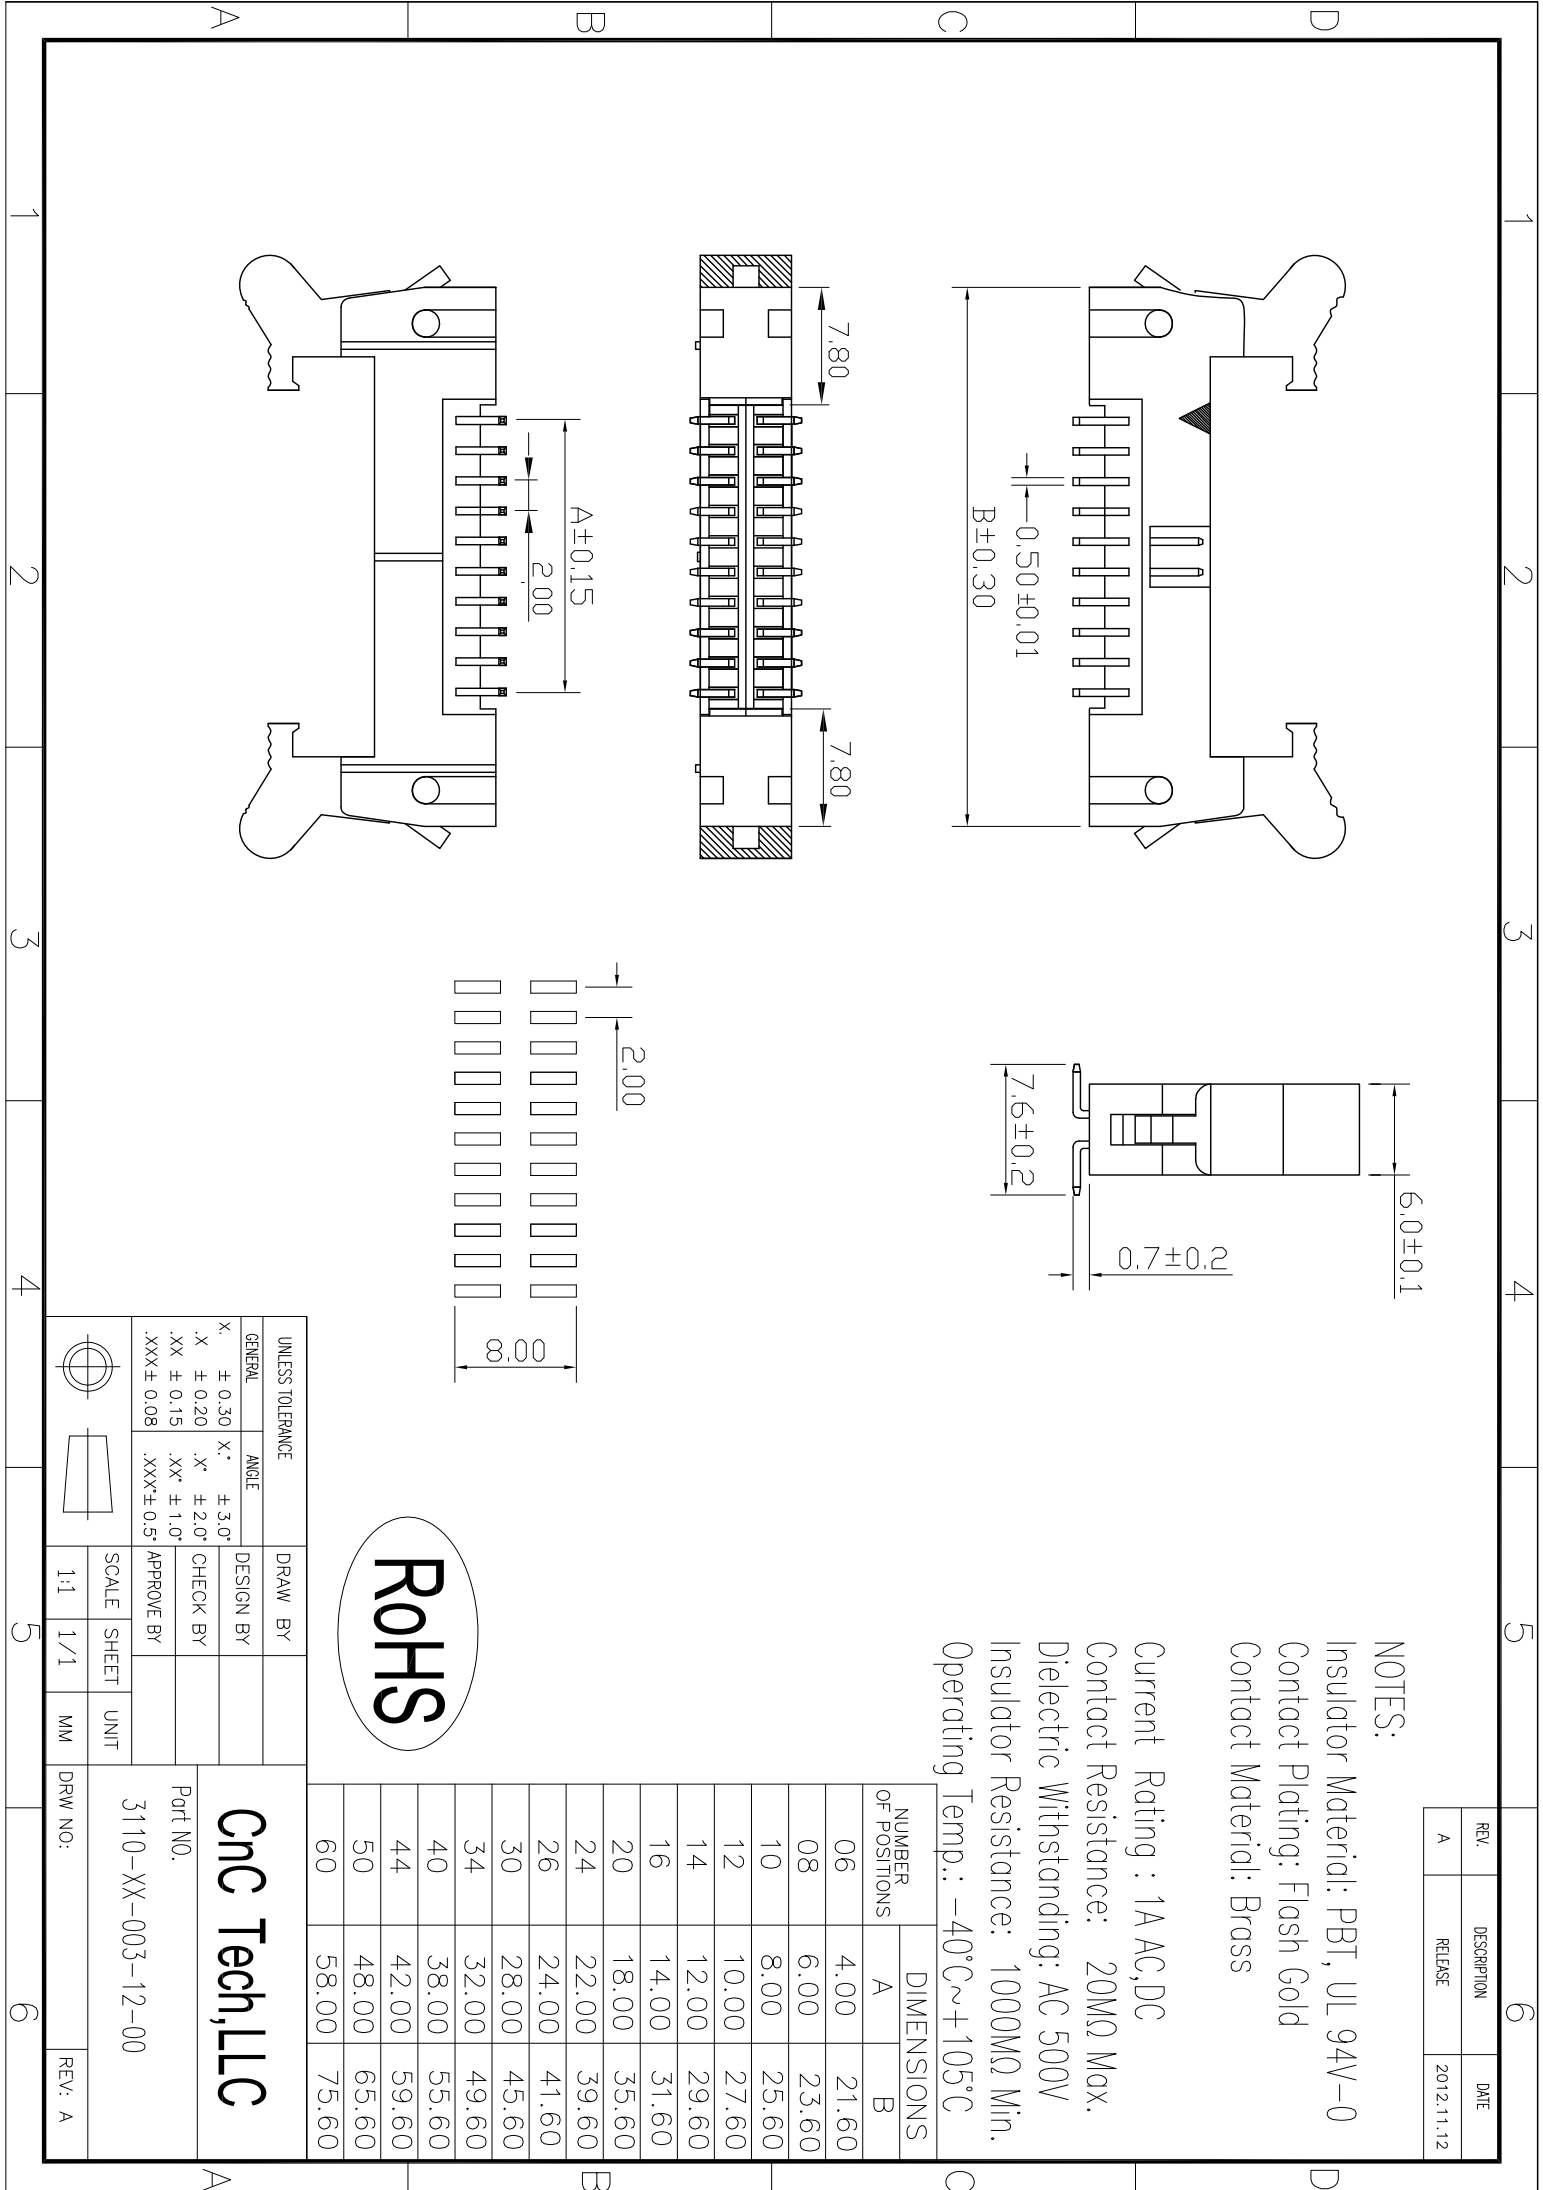 1 2 3 4 5 6
D
C
B
A
REV. DESCRIPTION DATE
A RELEASE 2012.11.12
NOTES:
Insulator Material: PBT, UL 94V-0
Contact Plating: Flash Gold
Contact Material: Brass
Current Rating : 1A AC,DC
Contact Resistance: 20MΩ Max.
Dielectric Withstanding: AC 500V
Insulator Resistance: 1000MΩ Min.
Operating Temp.: -40°C~+105°C
6.0±0.1
0.7±0.2
7.6±0.2
0.50±0.01
B±0.30
7.80
7.80
A±0.15
2.00
2.00
8.00
NUMBER OF POSITIONS DIMENSIONS
A B
06 4.00 21.60
08 6.00 23.60
10 8.00 25.60
12 10.00 27.60
14 12.00 29.60
16 14.00 31.60
20 18.00 35.60
24 22.00 39.60
26 24.00 41.60
30 28.00 45.60
34 32.00 49.60
40 38.00 55.60
44 42.00 59.60
50 48.00 65.60
60 58.00 75.60
RoHS
UNLESS TOLERANCE
GENERAL ANGLE
X. ± 0.30 X.° ± 3.0°
.X ± 0.20 .X° ± 2.0°
.XX ± 0.15 .XX° ± 1.0°
.XXX± 0.08 .XXX°± 0.5°
DRAW BY
DESIGN BY
CHECK BY
APPROVE BY
SCALE SHEET UNIT
1:1 1/1 MM
CnC Tech,LLC
Part NO.
3110-XX-003-12-00
DRW NO: REV: A
D
C
B
A
1 2 3 4 5 6